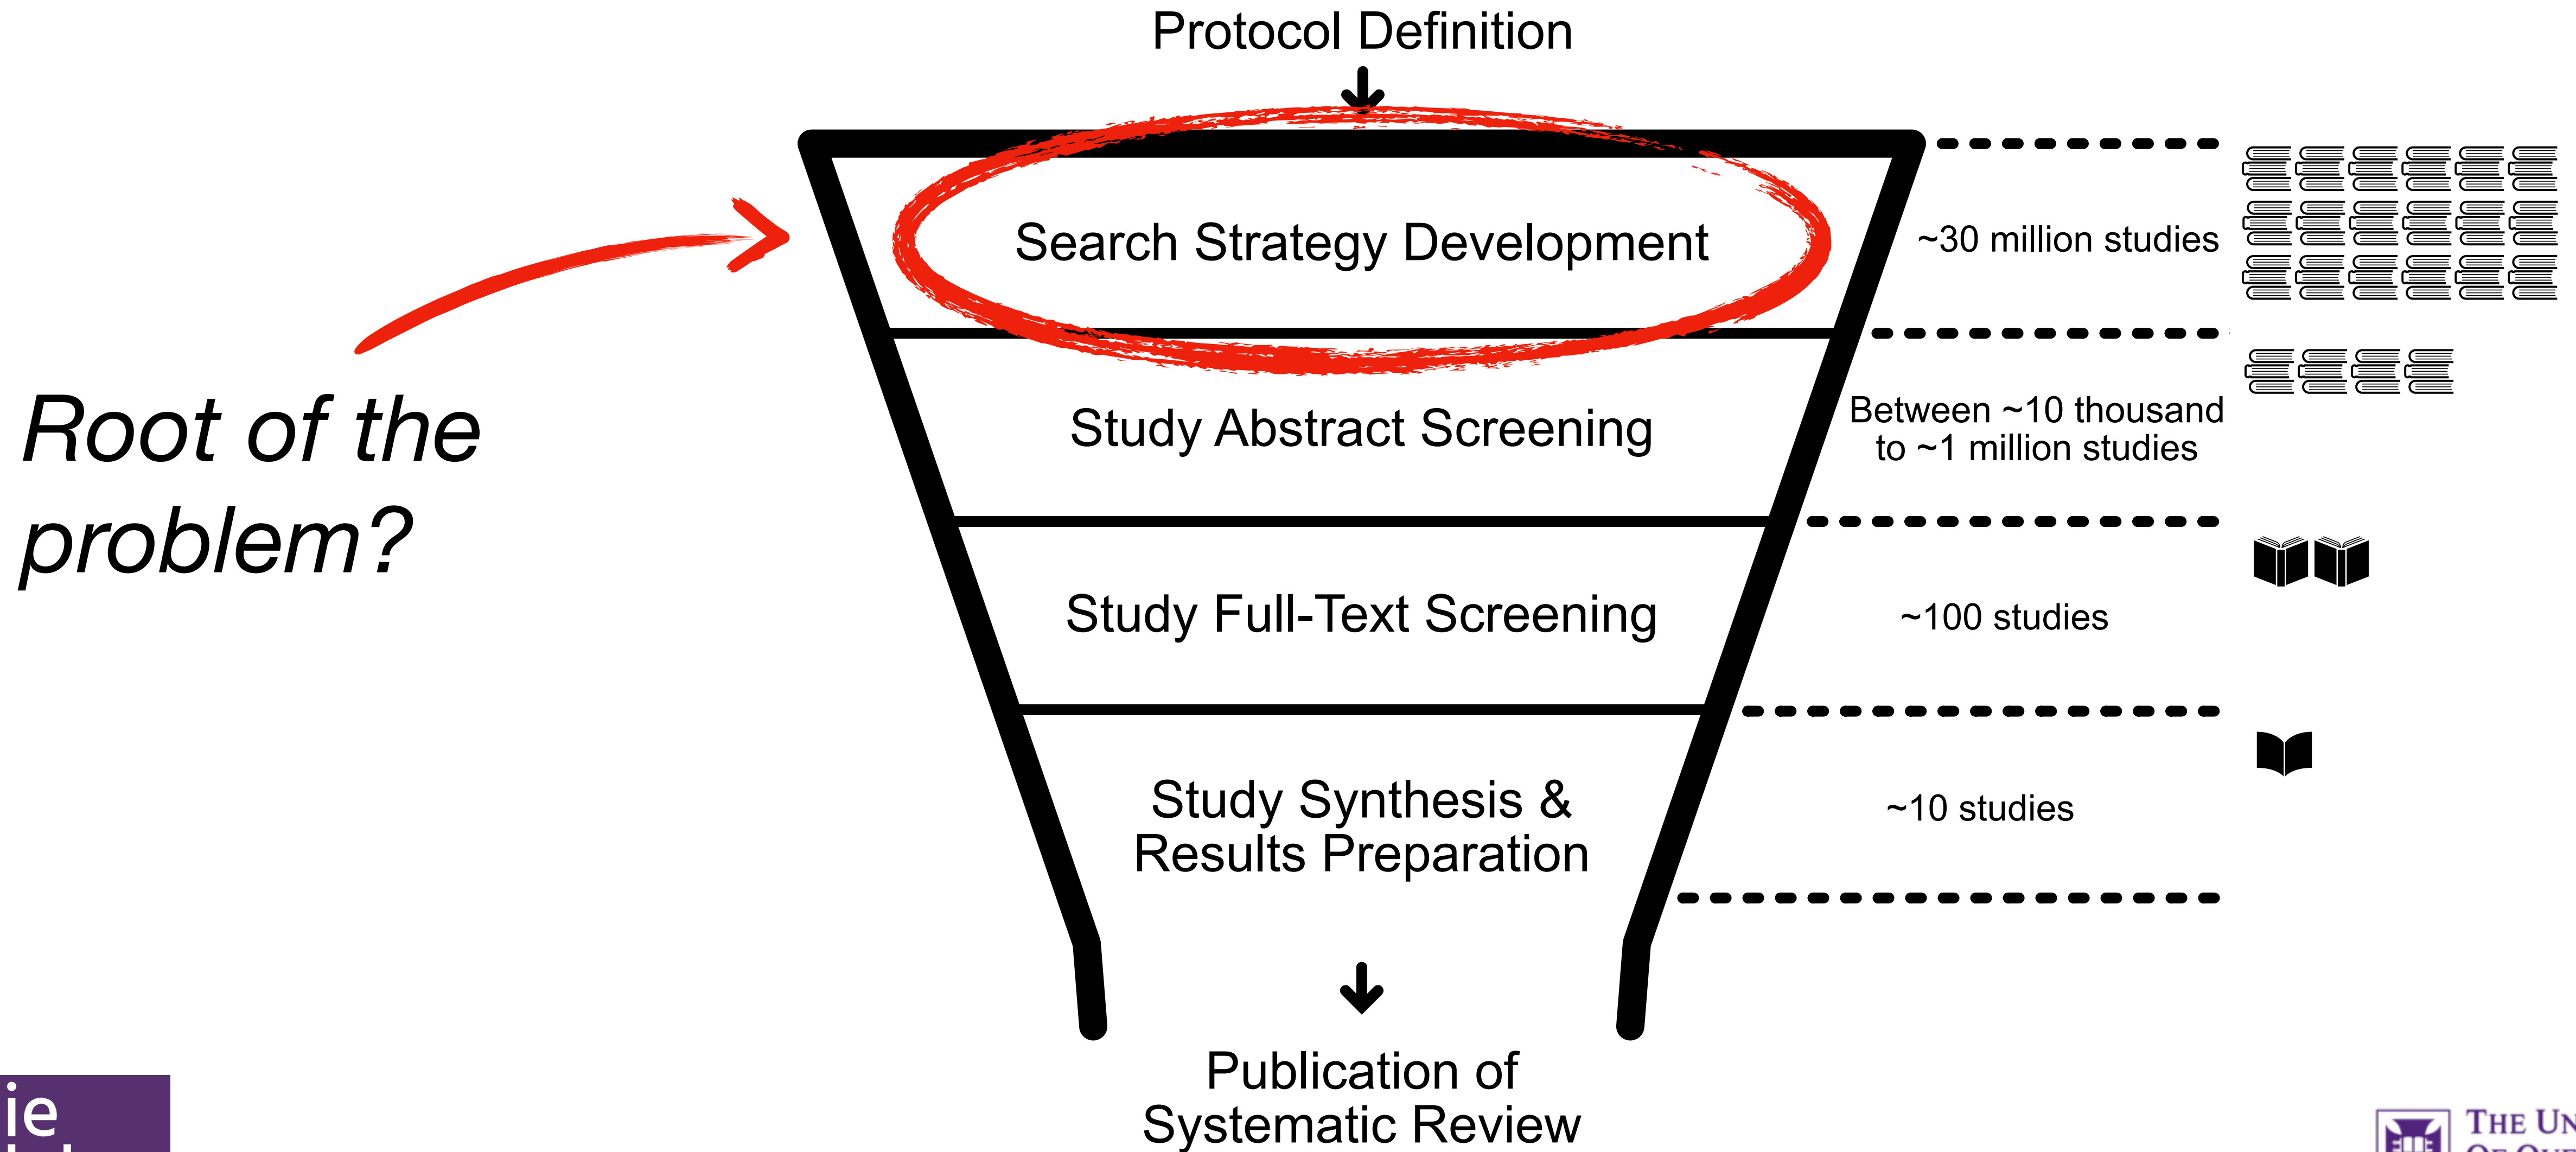 Protocol Definition
Search Strategy Development
~30 million studies
Root of the
problem?
Study Abstract Screening
Between ~10 thousand
to ~1 million studies
Study Full-Text Screening
~100 studies
Study Synthesis &
Results Preparation
~10 studies
Publication of
Systematic Review
ie
THE UN